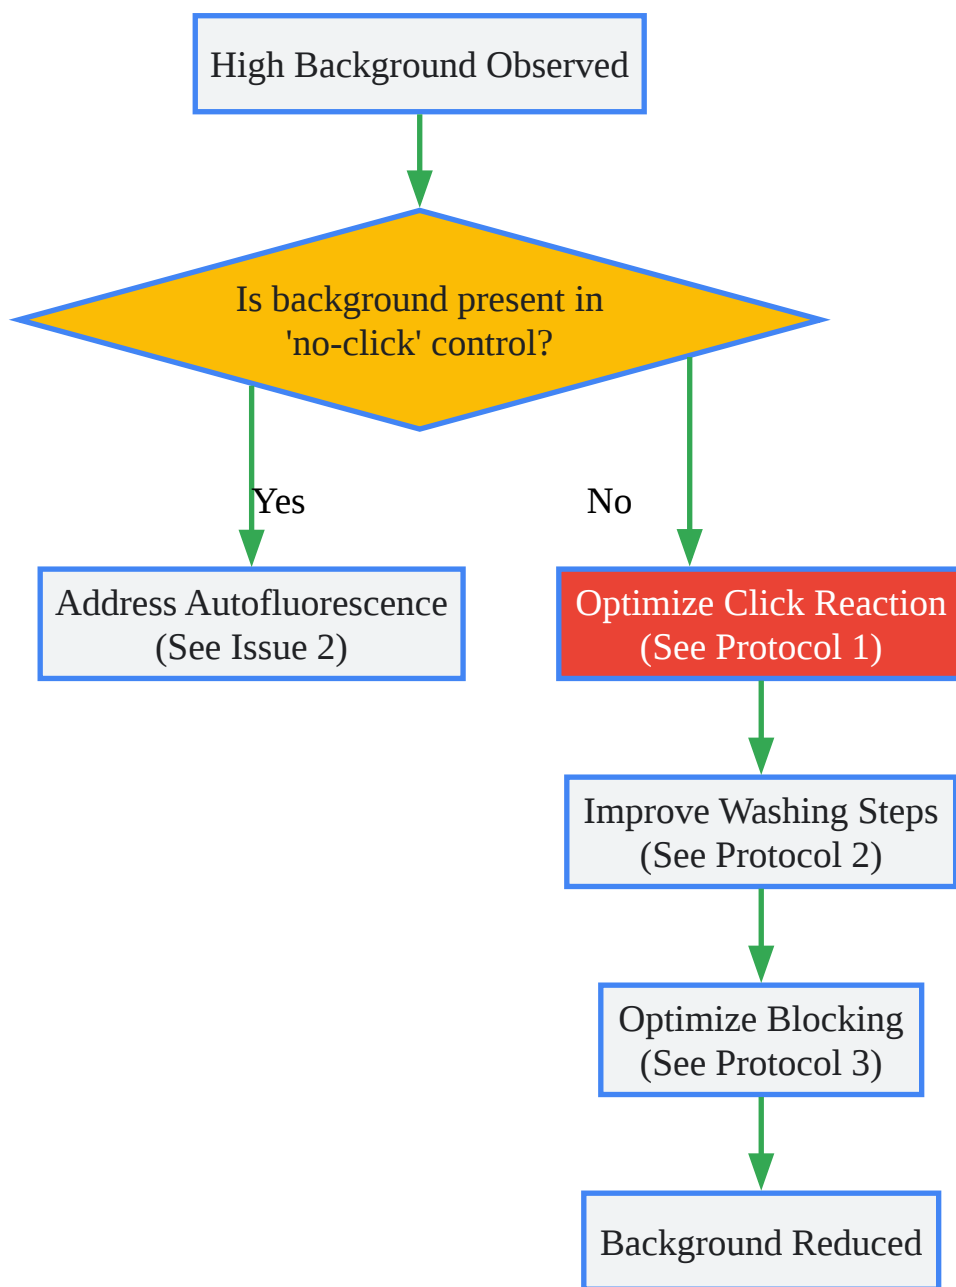 High Background Observed
Is background present in
'no-click' control?
Yes
No
Address Autofluorescence
(See Issue 2)
Optimize Click Reaction
(See Protocol 1)
Improve Washing Steps
(See Protocol 2)
Optimize Blocking
(See Protocol 3)
Background Reduced